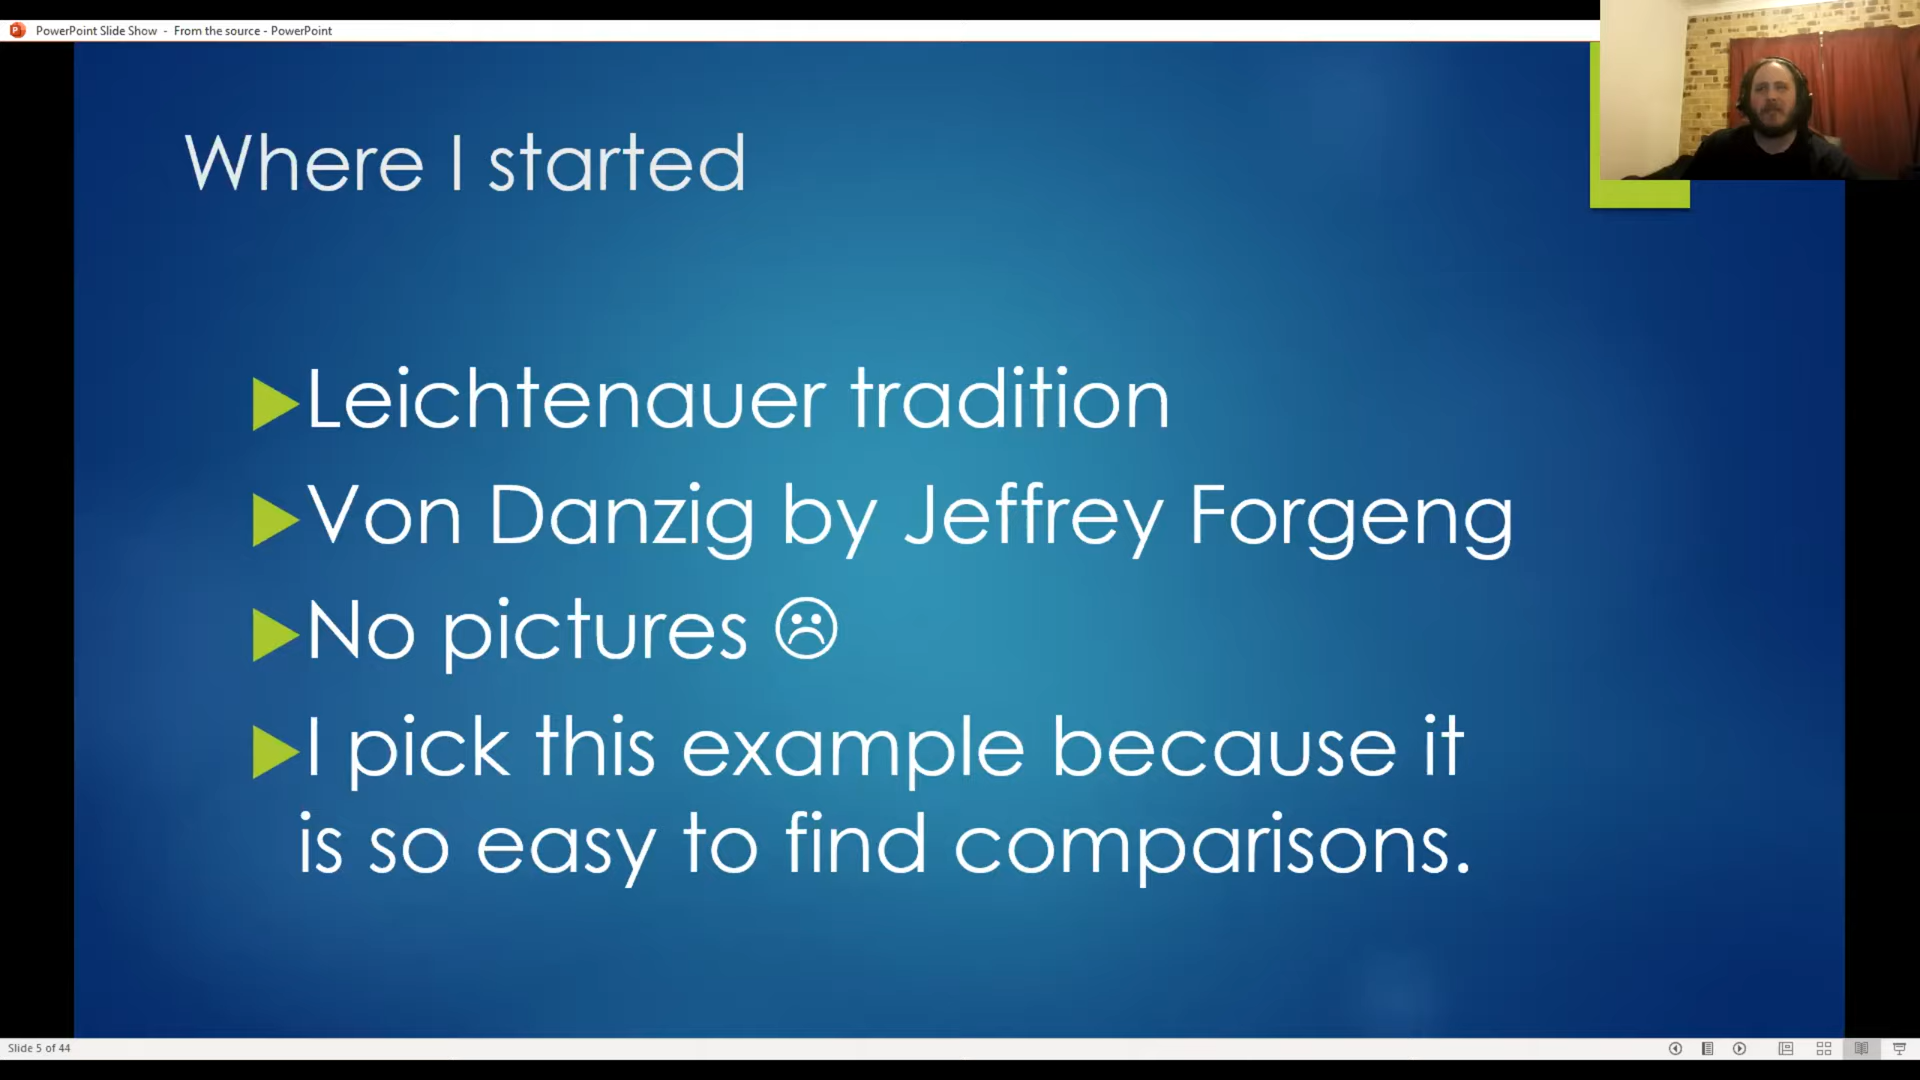 PowerPoint Slide Show - From the source - PowerPoint
Where I started
Leichtenauer tradition
Von Danzig by Jeffrey Forgeng
No pictures ☹
I pick this example because it
is so easy to find comparisons.
Slide 5 of 44